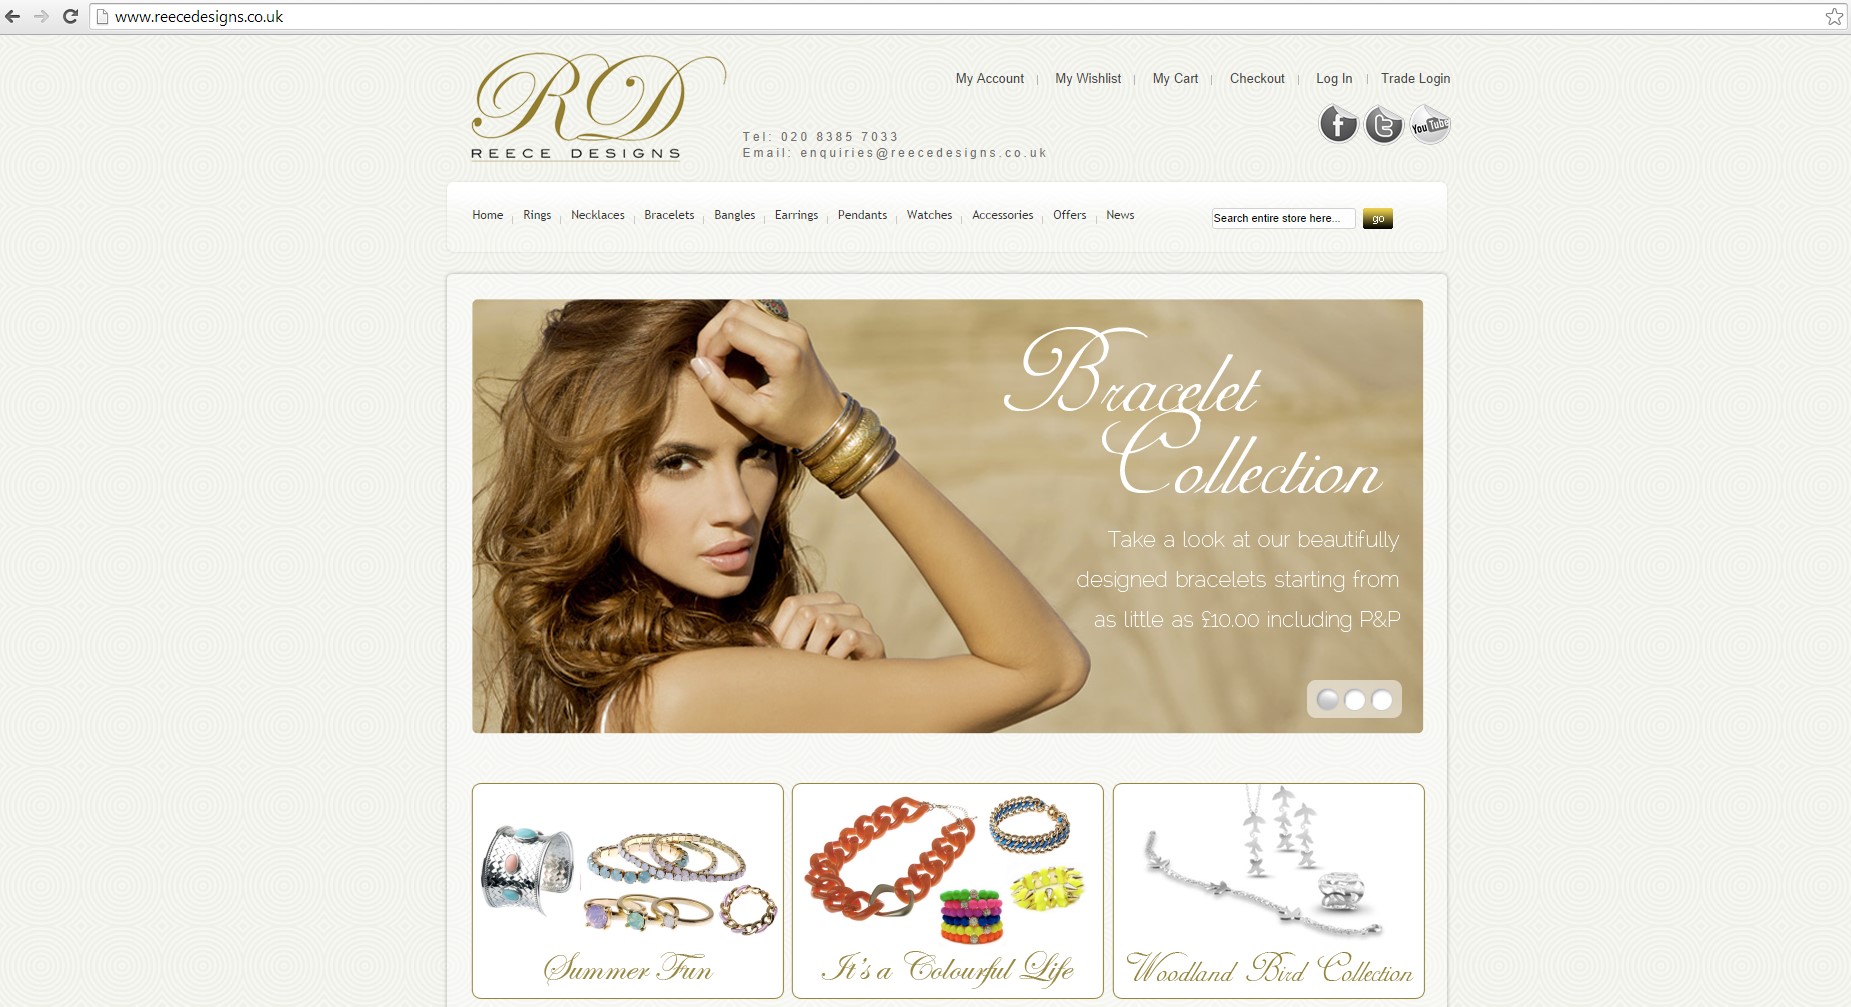 www.reecedesigns.co.uk
RD
REECE DESIGNS
Tel: 020 8385 7033
Email: enquiries@reecedesigns.co.uk
My Account | My Wishlist | My Cart | Checkout | Log In | Trade Login
f t You Tube
Home | Rings | Necklaces | Bracelets | Bangles | Earrings | Pendants | Watches | Accessories | Offers | News
Search entire store here... go
Bracelet
Collection
Take a look at our beautifully
designed bracelets starting from
as little as £10.00 including P&P
Summer Fun
It's a Colourful Life
Woodland Bird Collection